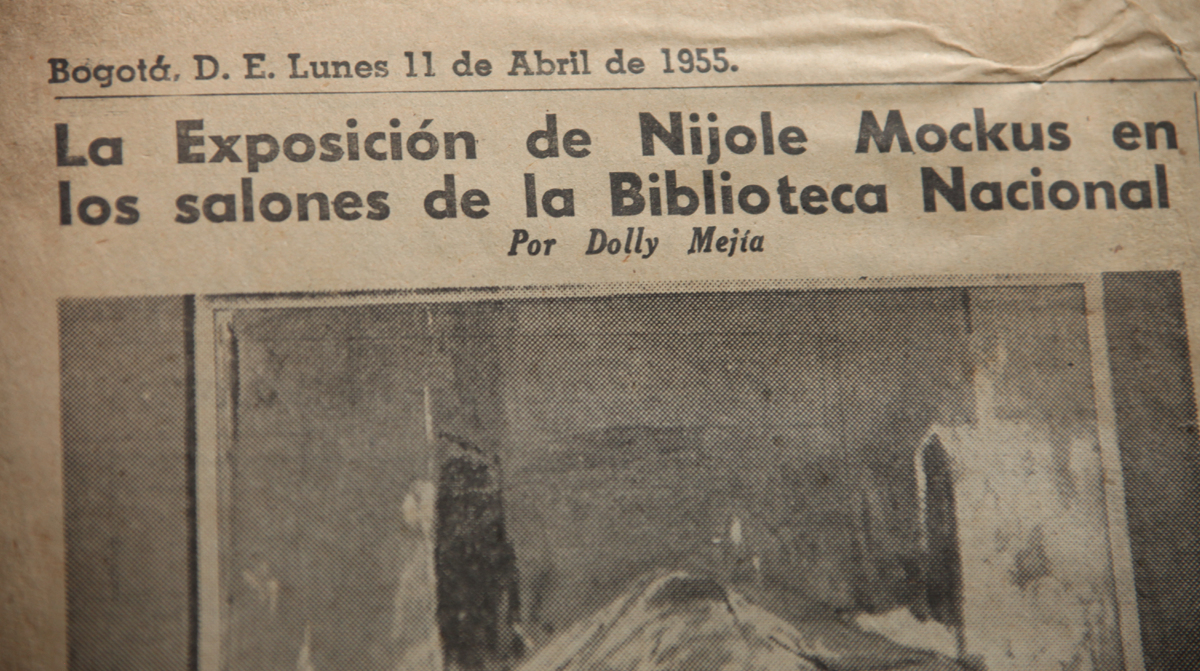 Bogotá, D. E. Lunes 11 de Abril de 1955.
La Exposición de Nijole Mockus en
los salones de la Biblioteca Nacional
Por Dolly Mejía